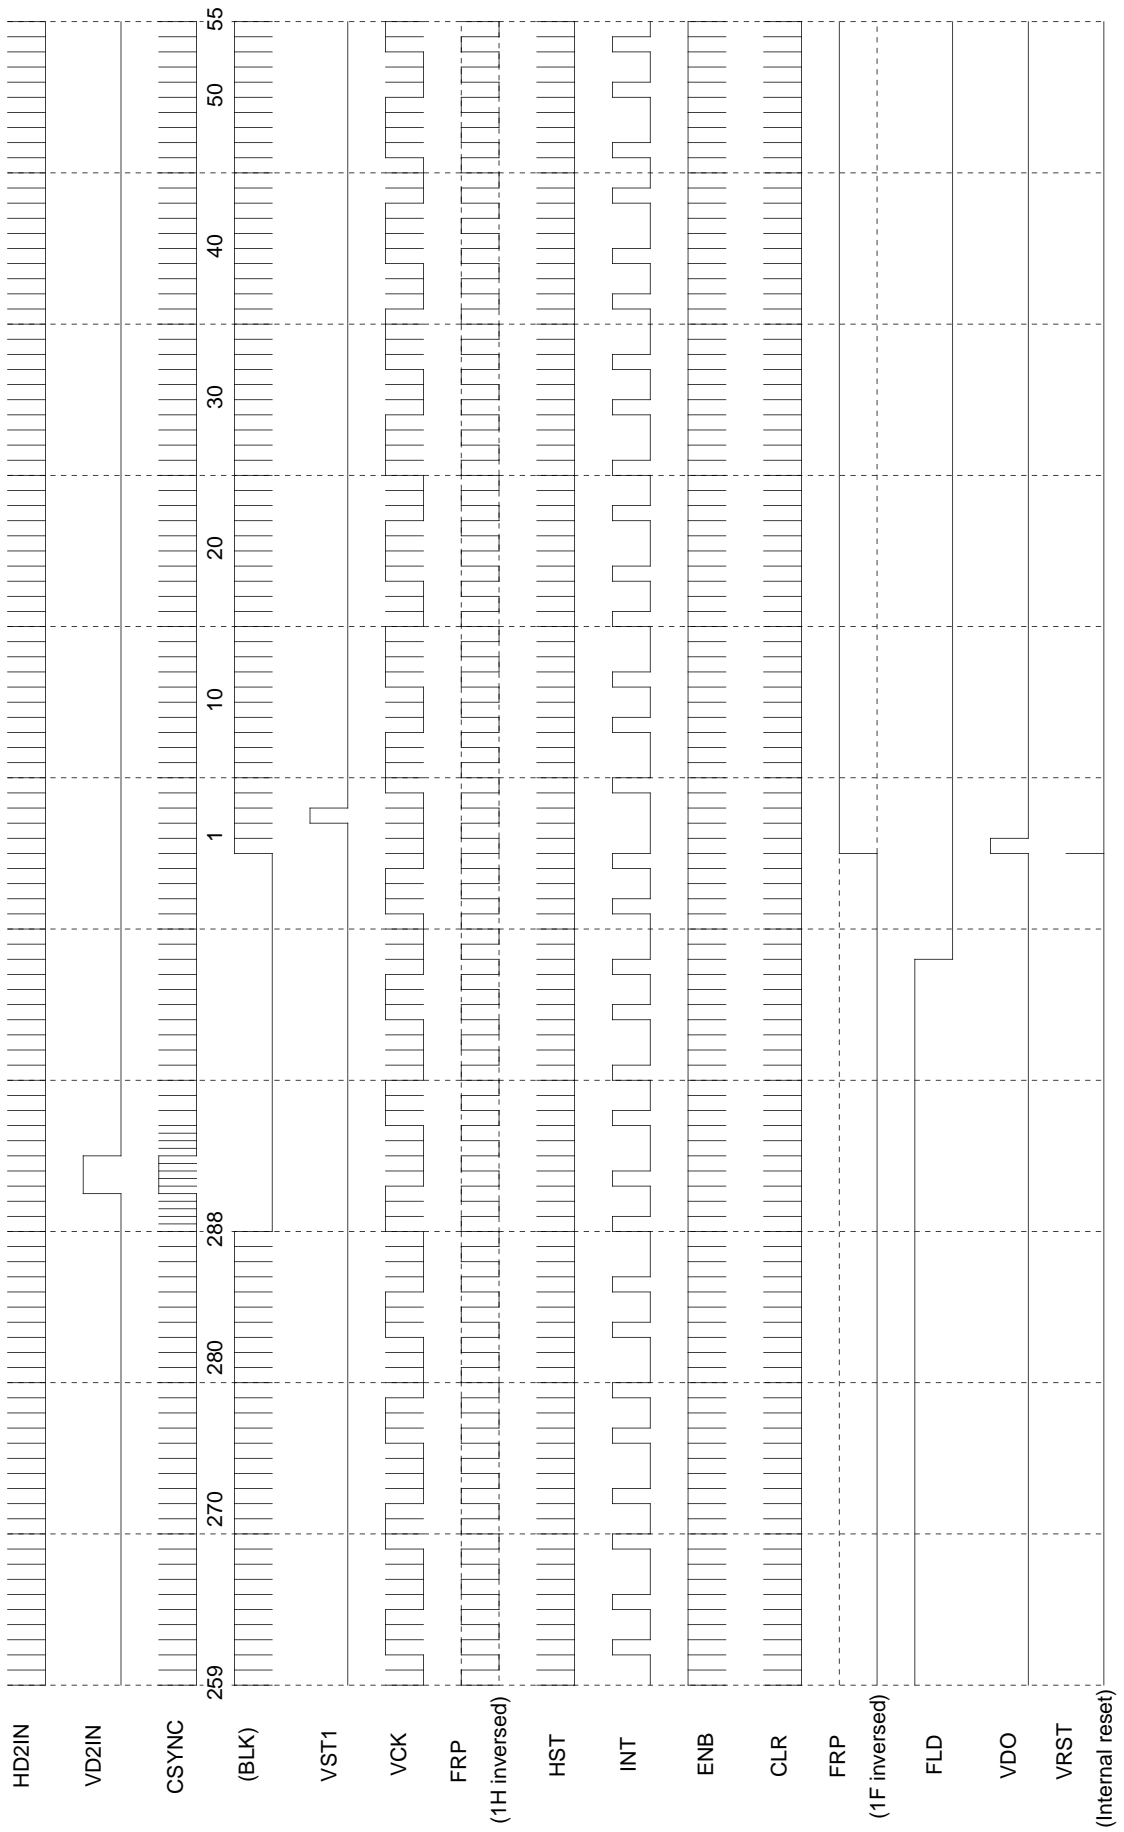 HD2IN
VD2IN
CSYNC
259 270 280 288 1 10 20 30 40 50 55
(BLK)
VST1
VCK
FRP
(1H inversed)
HST
INT
ENB
CLR
FRP
(1F inversed)
FLD
VDO
VRST
(Internal reset)